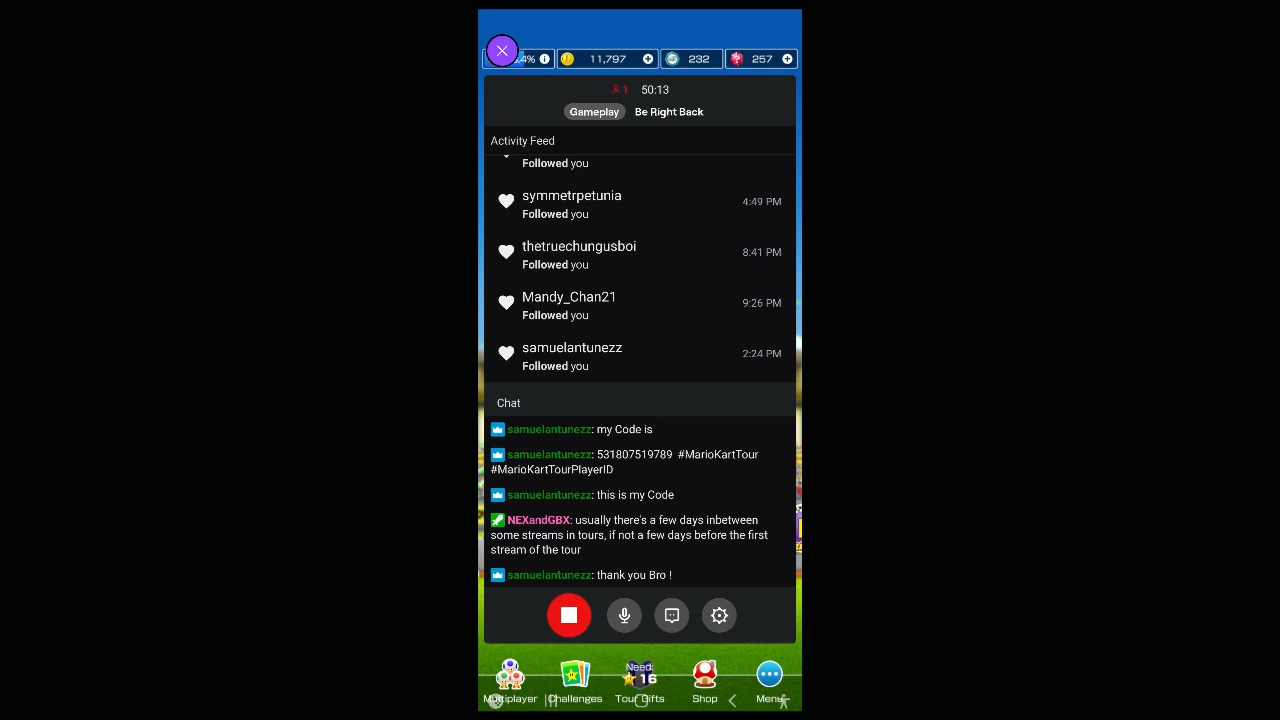 .4% 11,797 232 257
1 50:13
Gameplay Be Right Back
Activity Feed
Followed you
symmetrpetunia
Followed you
4:49 PM
thetruechungusboi
Followed you
8:41 PM
Mandy_Chan21
Followed you
9:26 PM
samuelantunezz
Followed you
2:24 PM
Chat
samuelantunezz: my Code is
samuelantunezz: 531807519789 #MarioKartTour
#MarioKartTourPlayerID
samuelantunezz: this is my Code
NEXandGBX: usually there's a few days inbetween
some streams in tours, if not a few days before the first
stream of the tour
samuelantunezz: thank you Bro !
Need:
16
Multiplayer Challenges Tour Gifts Shop Menu